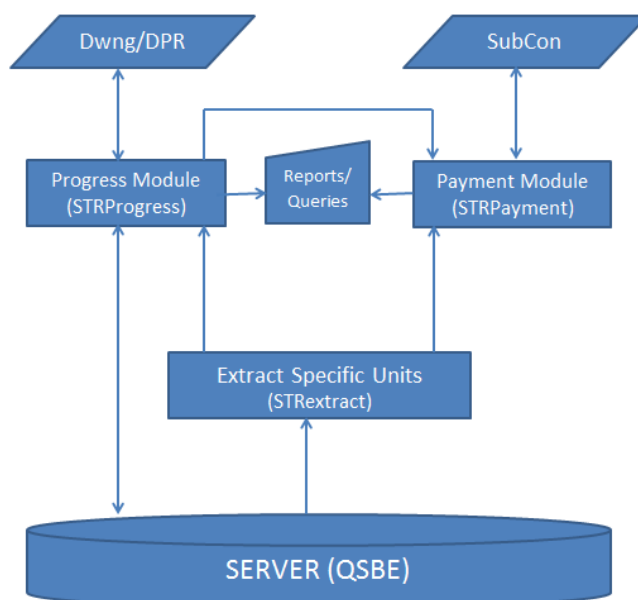 Dwng/DPR
SubCon
Progress Module
(STRProgress)
Reports/
Queries
Payment Module
(STRPayment)
Extract Specific Units
(STRextract)
SERVER (QSBE)